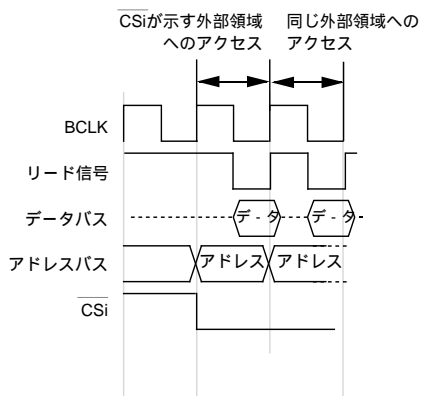 CSiが示す外部領域
へのアクセス
同じ外部領域への
アクセス
BCLK
リード信号
データバス
デ - タ
デ - タ
アドレスバス
アドレス
アドレス
CSi